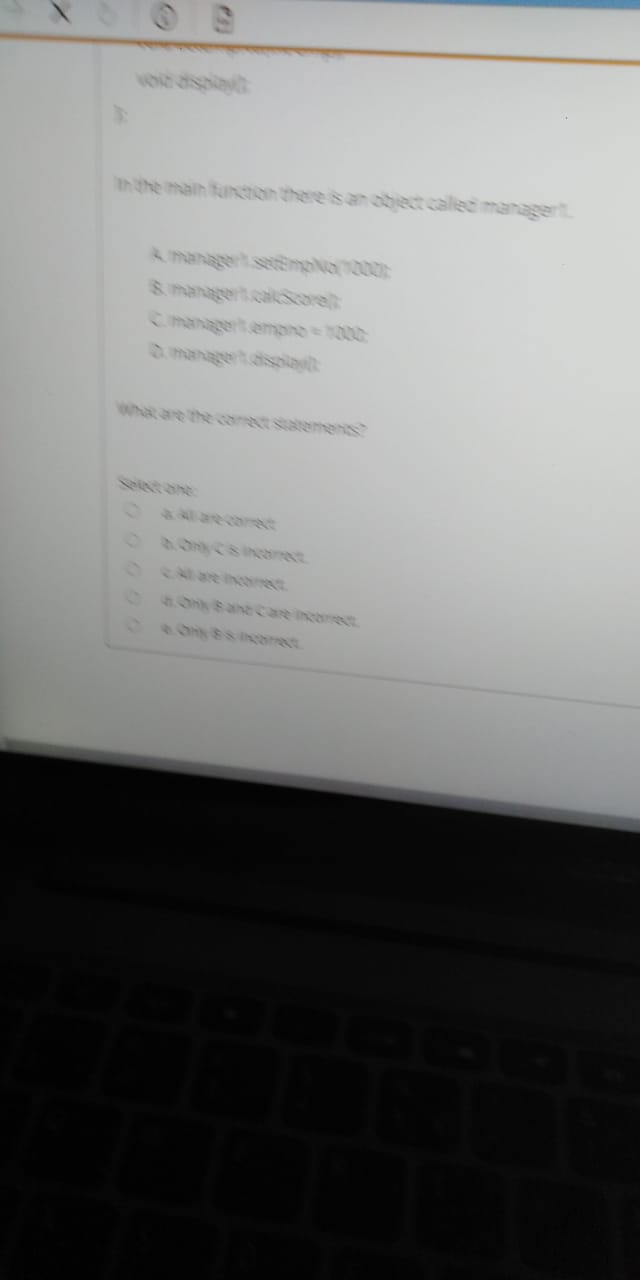 void display();
};
In the main function there is an object called manager1.
A. manager1.setEmpNo(1000);
B. manager1.calcScore();
C. manager1.empno = 1000;
D. manager1.display();
What are the correct statements?
Select one:
a. All are correct
b. Only C is Incorrect.
c. All are Incorrect.
d. Only B and C are Incorrect.
e. Only B is Incorrect.